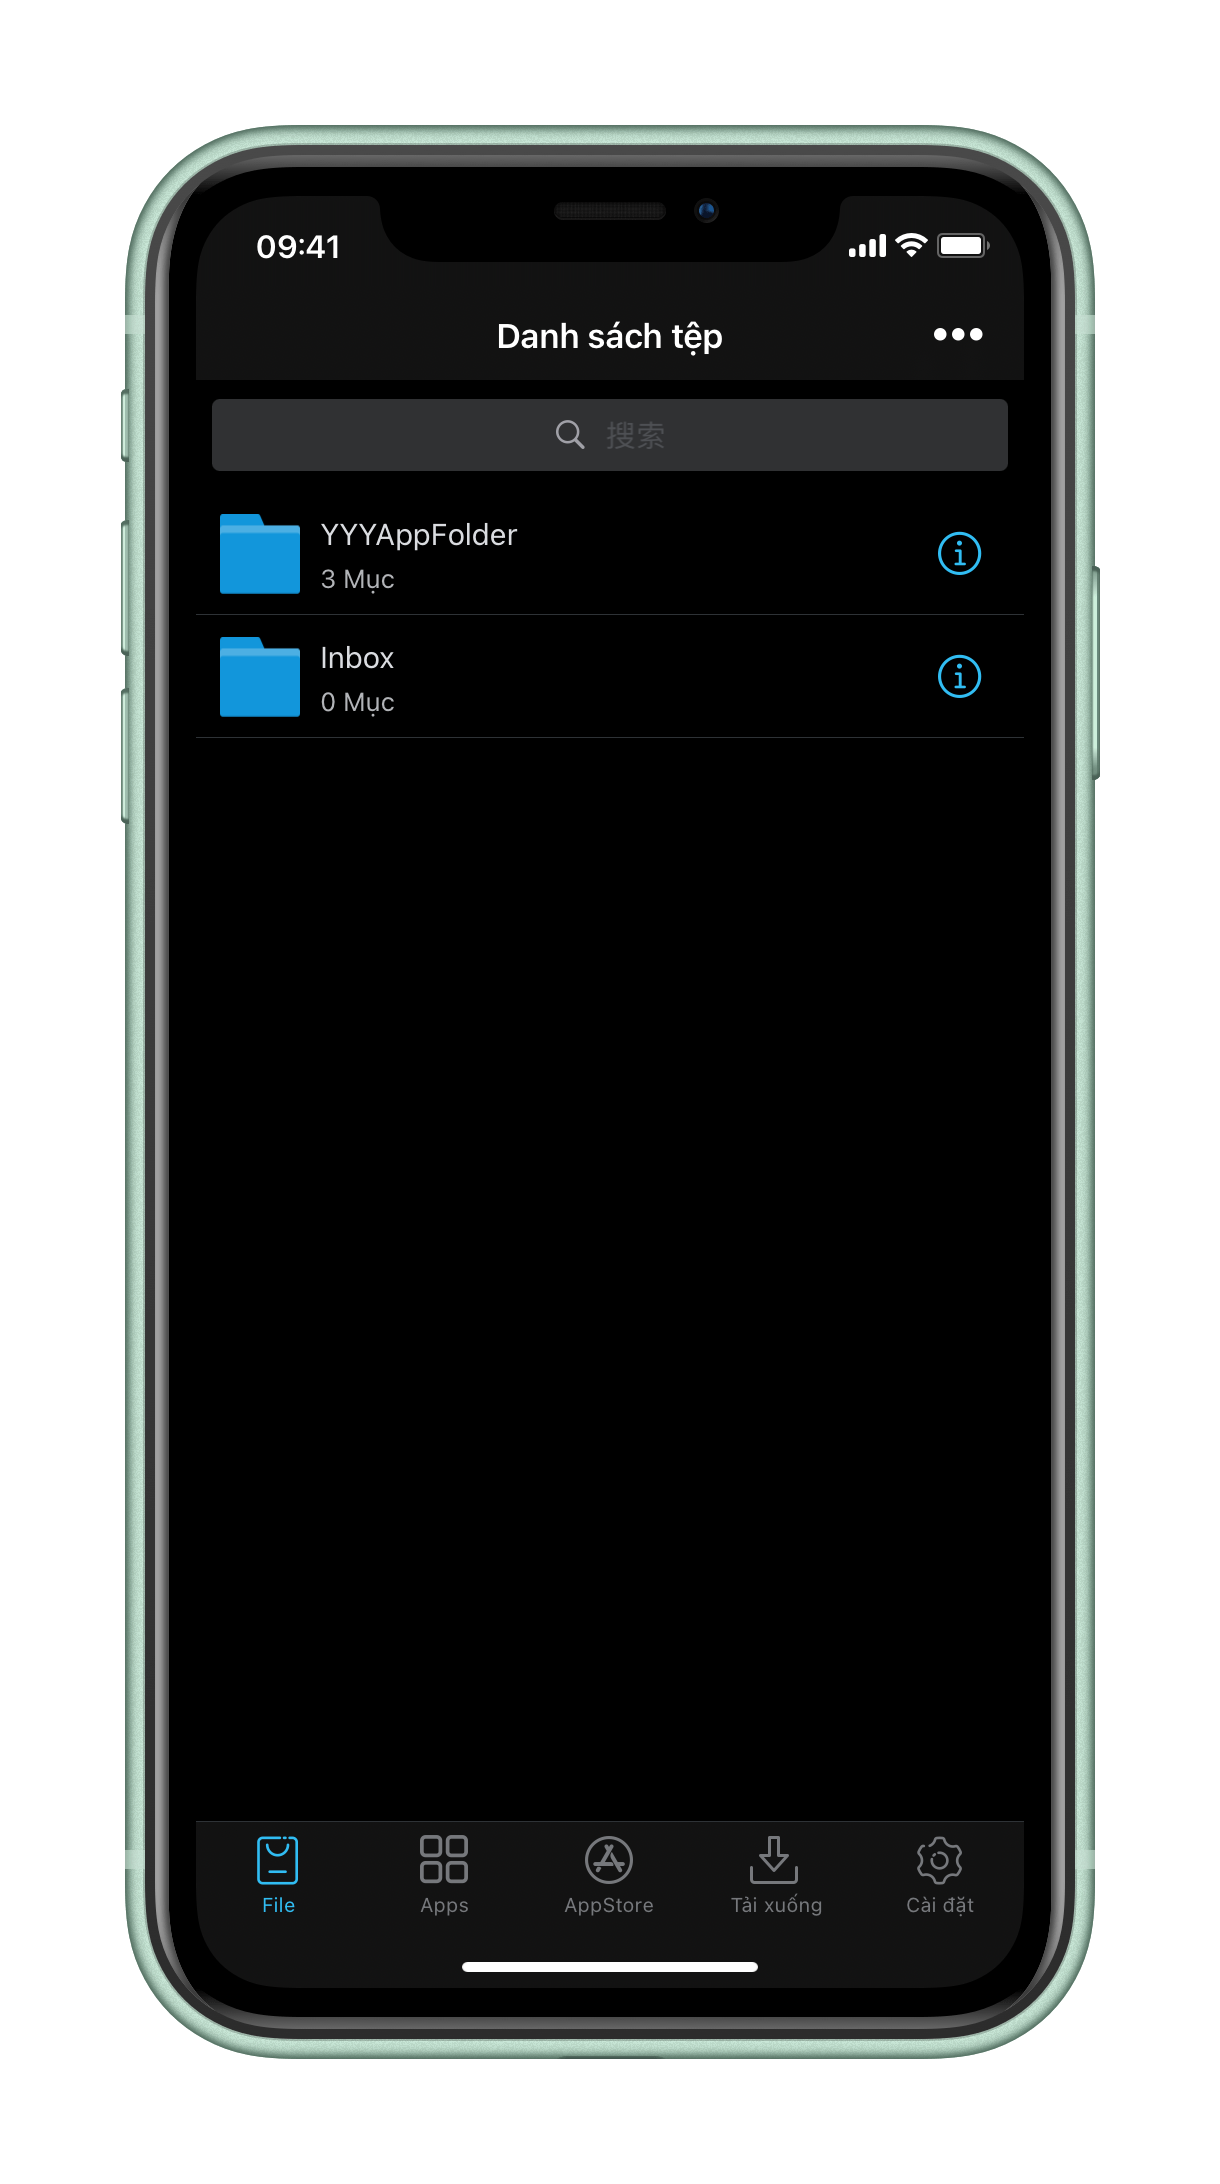 09:41
Danh sách tệp
搜索
YYYAppFolder
3 Mục
Inbox
0 Mục
File
Apps
AppStore
Tải xuống
Cài đặt